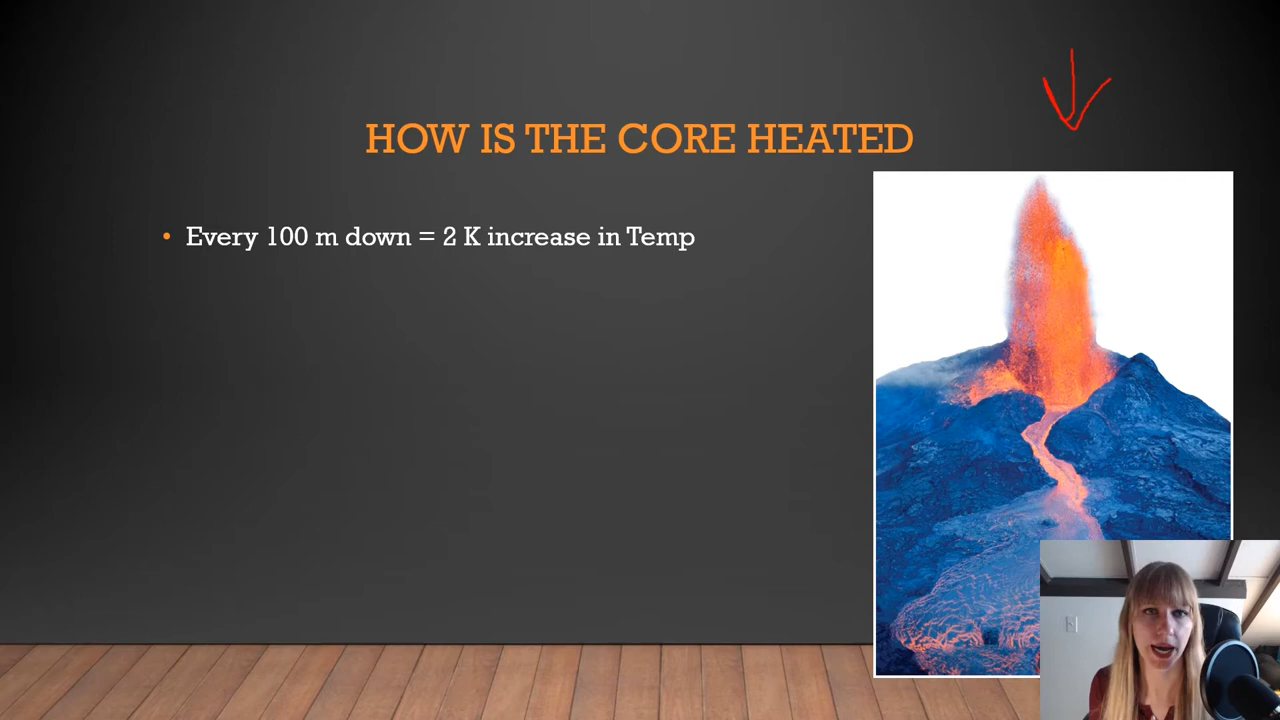 HOW IS THE CORE HEATED
• Every 100 m down = 2 K increase in Temp